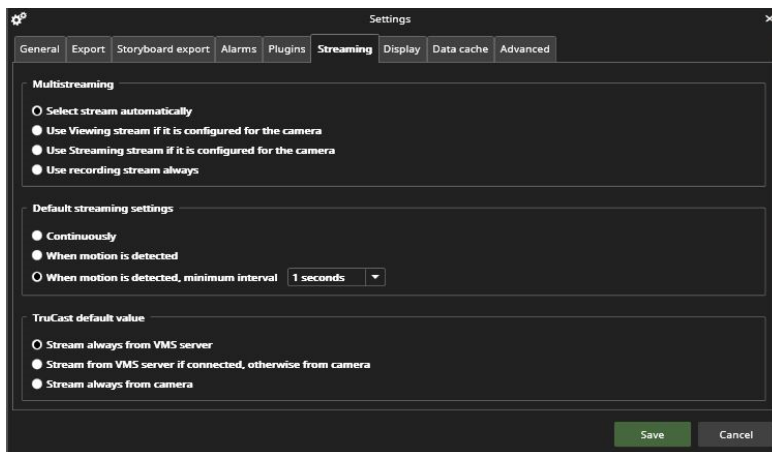 Settings
General Export Storyboard export Alarms Plugins Streaming Display Data cache Advanced
Multistreaming
Select stream automatically
Use Viewing stream if it is configured for the camera
Use Streaming stream if it is configured for the camera
Use recording stream always
Default streaming settings
Continuously
When motion is detected
When motion is detected, minimum interval 1 seconds
TruCast default value
Stream always from VMS server
Stream from VMS server if connected, otherwise from camera
Stream always from camera
Save Cancel